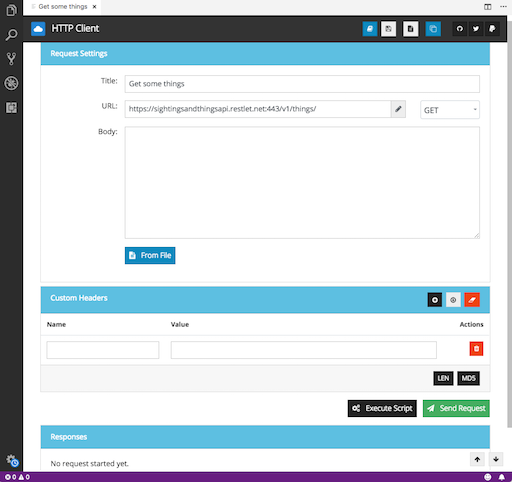 Get some things
HTTP Client
Request Settings
Title:
Get some things
URL:
https://sightingsandthingsapi.restlet.net:443/v1/things/
GET
Body:
From File
Custom Headers
Name Value Actions
LEN MD5
Execute Script Send Request
Responses
No request started yet.
0 0